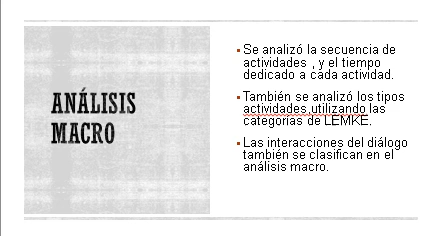 ANÁLISIS
MACRO
▪ Se analizó la secuencia de
actividades , y el tiempo
dedicado a cada actividad.
▪ También se analizó los tipos
actividades,utilizando las
categorías de LEMKE.
▪ Las interacciones del diálogo
también se clasifican en el
análisis macro.